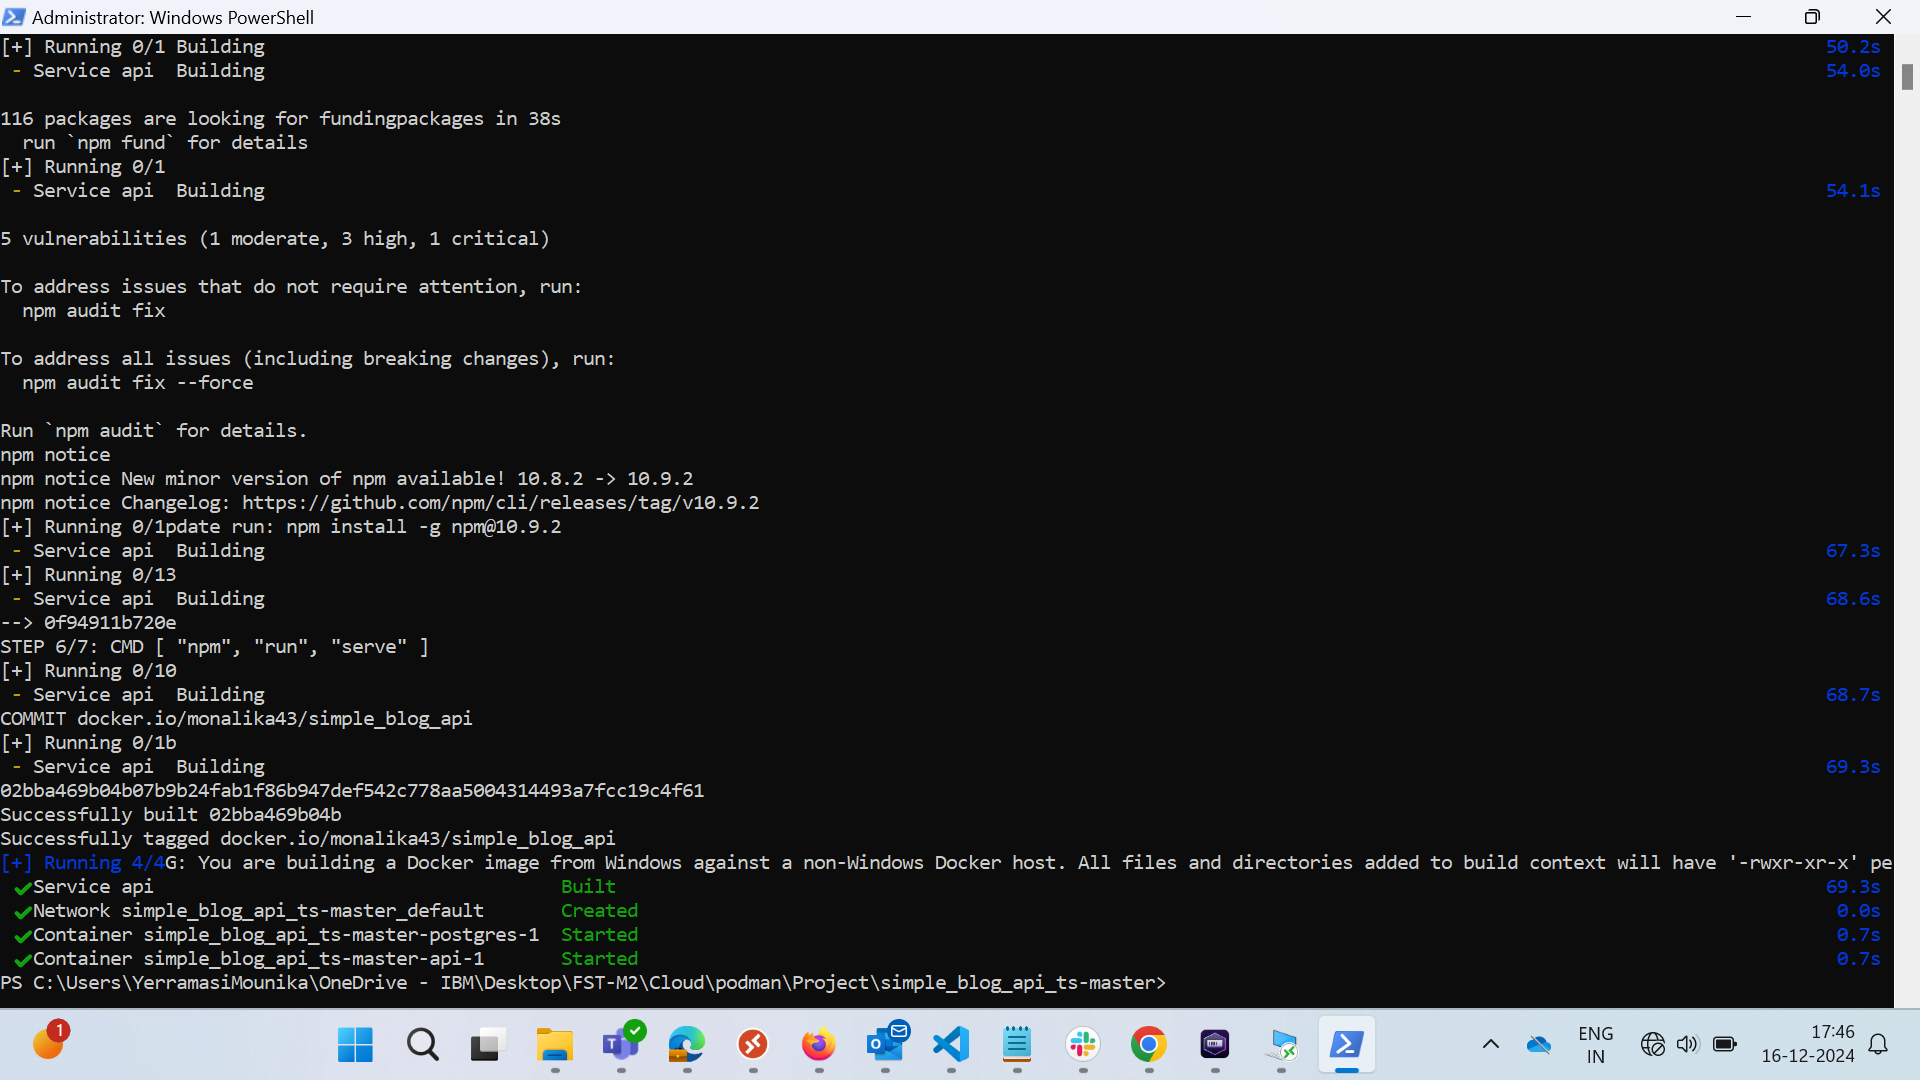 Administrator: Windows PowerShell
[+] Running 0/1 Building 50.2s
- Service api Building 54.0s
116 packages are looking for fundingpackages in 38s
run `npm fund` for details
[+] Running 0/1
- Service api Building 54.1s
5 vulnerabilities (1 moderate, 3 high, 1 critical)
To address issues that do not require attention, run:
npm audit fix
To address all issues (including breaking changes), run:
npm audit fix --force
Run `npm audit` for details.
npm notice
npm notice New minor version of npm available! 10.8.2 -> 10.9.2
npm notice Changelog: https://github.com/npm/cli/releases/tag/v10.9.2
[+] Running 0/1pdate run: npm install -g npm@10.9.2
- Service api Building 67.3s
[+] Running 0/13
- Service api Building 68.6s
--> 0f94911b720e
STEP 6/7: CMD [ "npm", "run", "serve" ]
[+] Running 0/10
- Service api Building 68.7s
COMMIT docker.io/monalika43/simple_blog_api
[+] Running 0/1b
- Service api Building 69.3s
02bba469b04b07b9b24fab1f86b947def542c778aa5004314493a7fcc19c4f61
Successfully built 02bba469b04b
Successfully tagged docker.io/monalika43/simple_blog_api
[+] Running 4/4G: You are building a Docker image from Windows against a non-Windows Docker host. All files and directories added to build context will have '-rwxr-xr-x' pe
✔Service api Built 69.3s
✔Network simple_blog_api_ts-master_default Created 0.0s
✔Container simple_blog_api_ts-master-postgres-1 Started 0.7s
✔Container simple_blog_api_ts-master-api-1 Started 0.7s
PS C:\Users\YerramasiMounika\OneDrive - IBM\Desktop\FST-M2\Cloud\podman\Project\simple_blog_api_ts-master>
1
ENG
IN
17:46
16-12-2024